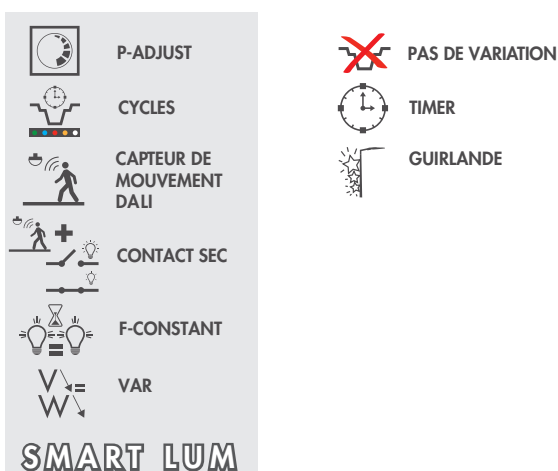 P-ADJUST
CYCLES
CAPTEUR DE
MOUVEMENT
DALI
CONTACT SEC
F-CONSTANT
V
W
VAR
SMART LUM
PAS DE VARIATION
TIMER
GUIRLANDE